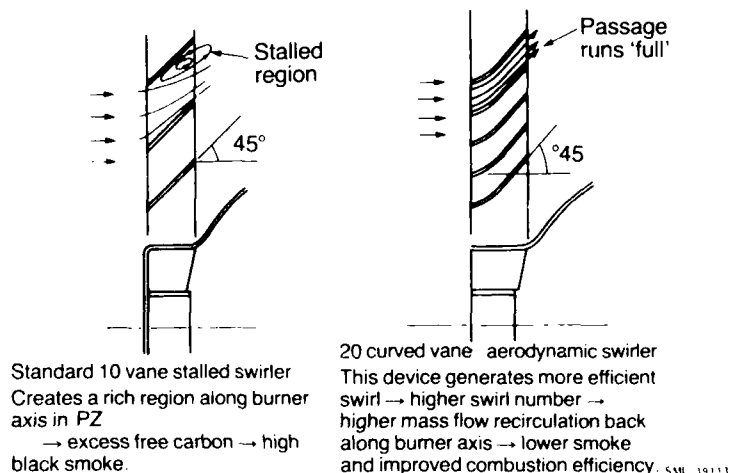 Stalled
region
45°
Passage
runs 'full'
°45
Standard 10 vane stalled swirler
Creates a rich region along burner
axis in PZ
→ excess free carbon → high
black smoke.
20 curved vane aerodynamic swirler
This device generates more efficient
swirl → higher swirl number →
higher mass flow recirculation back
along burner axis → lower smoke
and improved combustion efficiency.